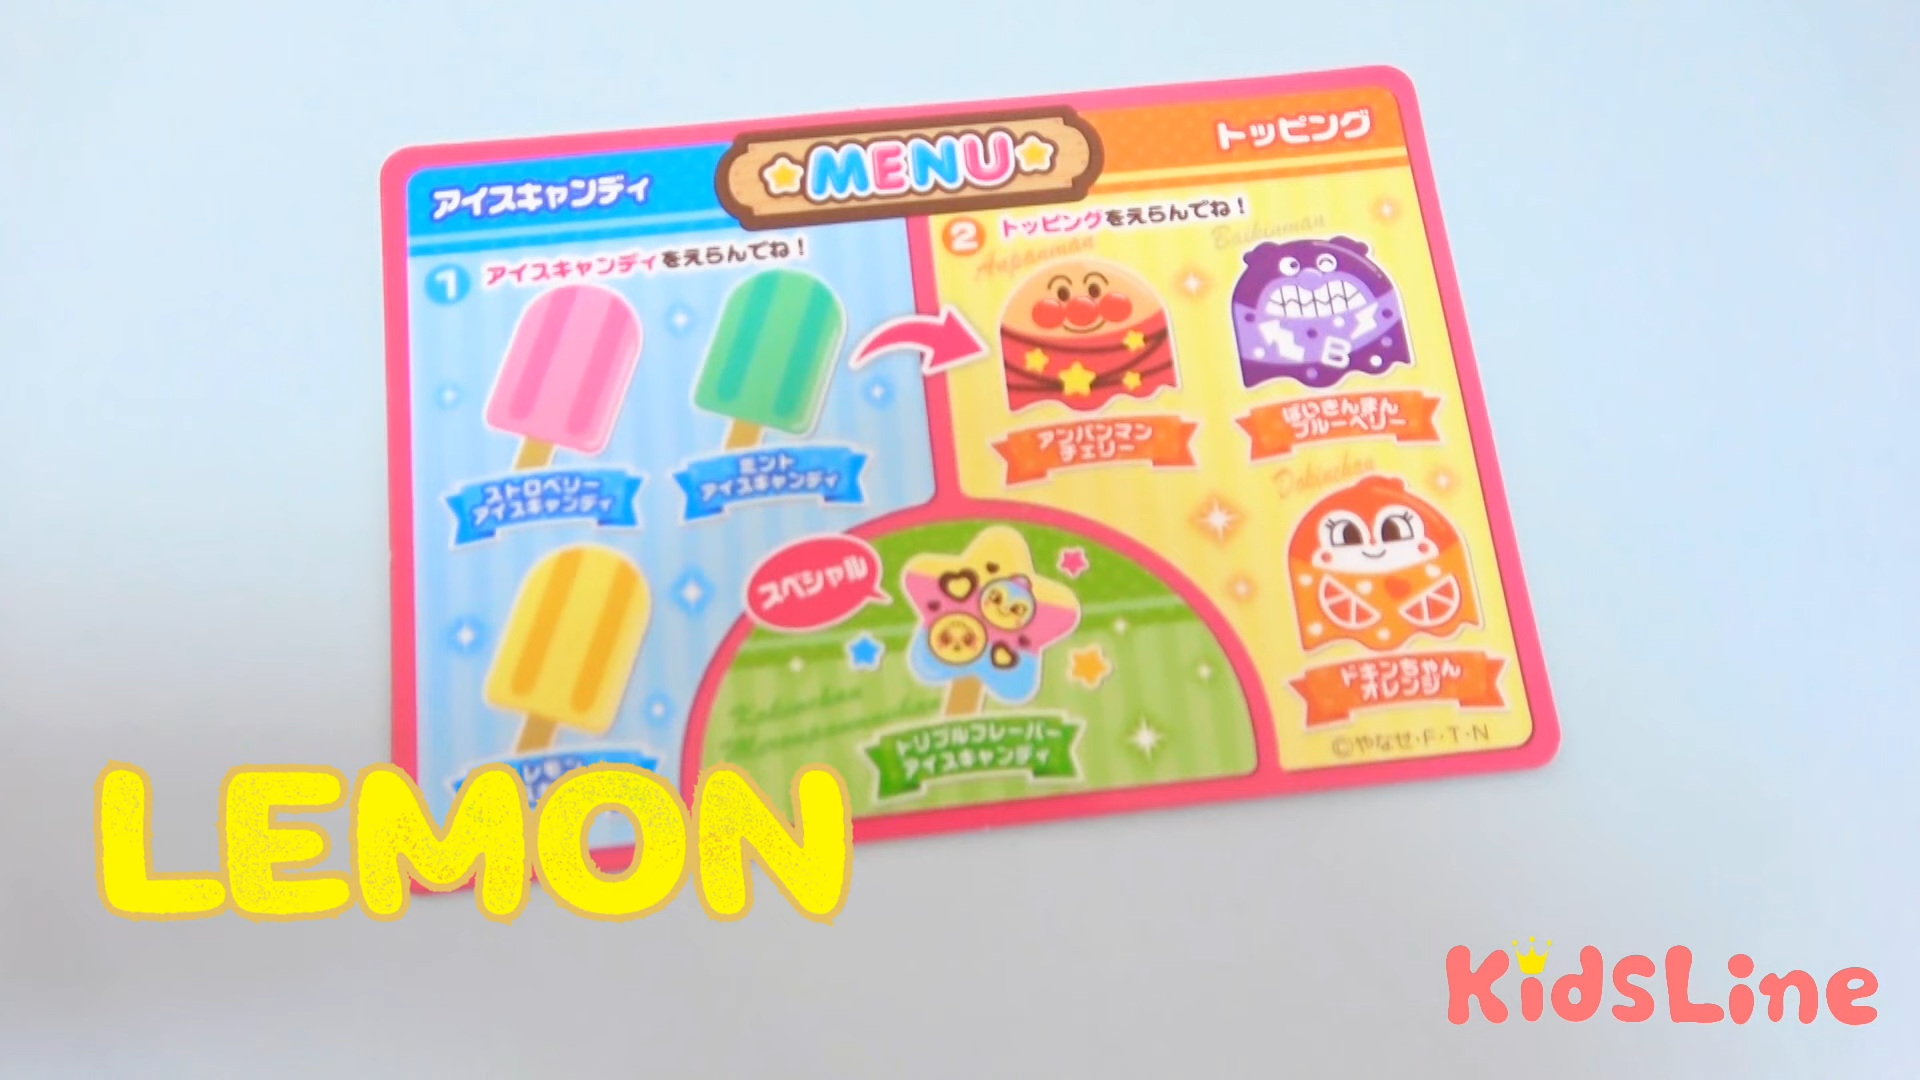 MENU
アイスキャンディ
トッピング
1 アイスキャンディをえらんでね！
ストロベリー
アイスキャンディ
ミント
アイスキャンディ
レモン
2 トッピングをえらんでね！
Anpanman
アンパンマン
チェリー
Baikinman
ばいきんまん
ブルーベリー
Dokinchan
ドキンちゃん
オレンジ
スペシャル
トリプルフレーバー
アイスキャンディ
©やなせ・F・T・N
LEMON
KidsLine